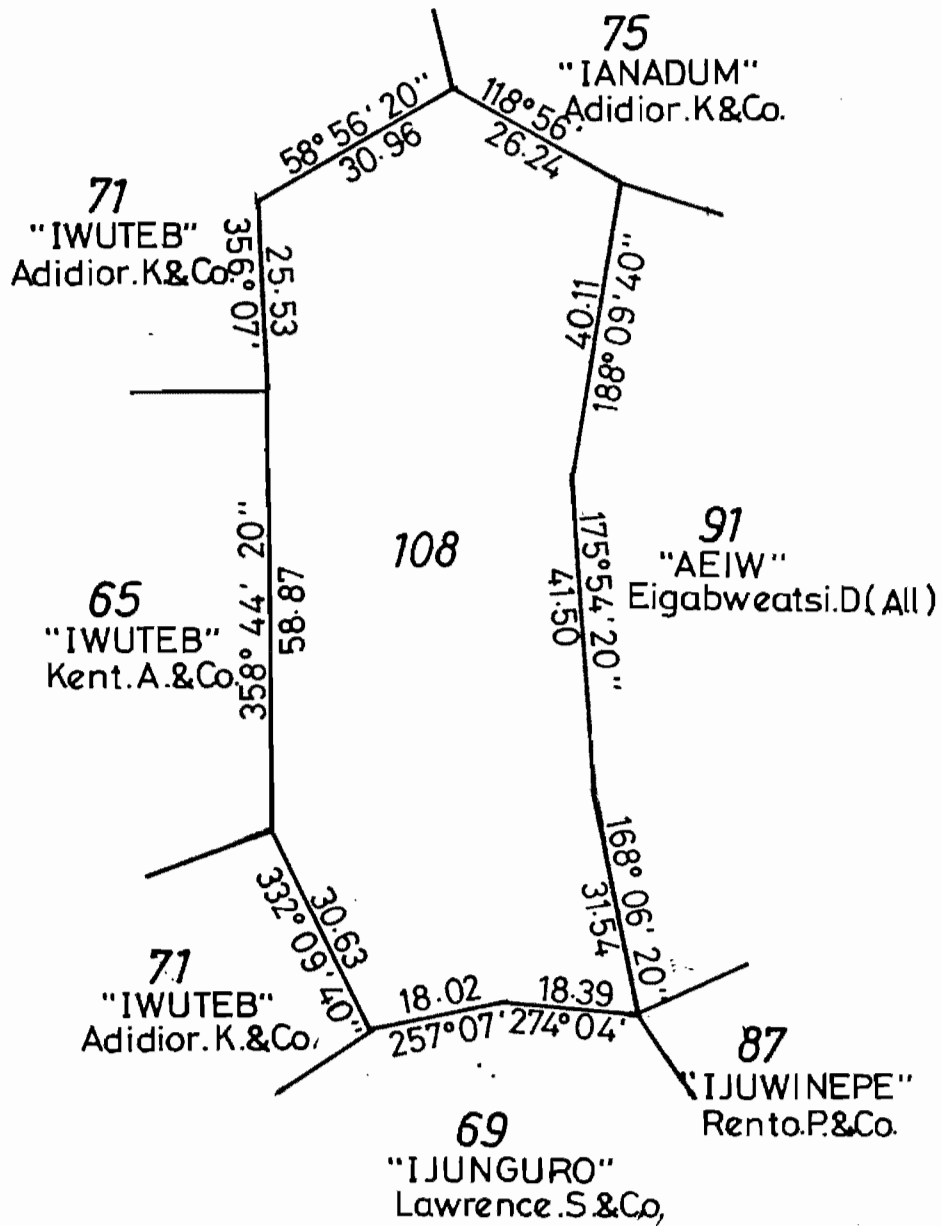 75
"IANADUM"
Adidior.K&Co.
118°56'
26·24
58°56'20"
30·96
71
"IWUTEB"
Adidior.K&Co.
356°07'
25·53
188°09'40"
40·11
108
91
"AEIW"
Eigabweatsi.D(All)
175°54'20"
41·50
65
"IWUTEB"
Kent.A.&Co.
358°44'20"
58·87
168°06'20"
31·54
332°09'40"
30·63
71
"IWUTEB"
Adidior.K.&Co.
18·02
257°07'
18·39
274°04'
87
"IJUWINEPE"
Rento.P.&Co.
69
"IJUNGURO"
Lawrence.S.&Co,